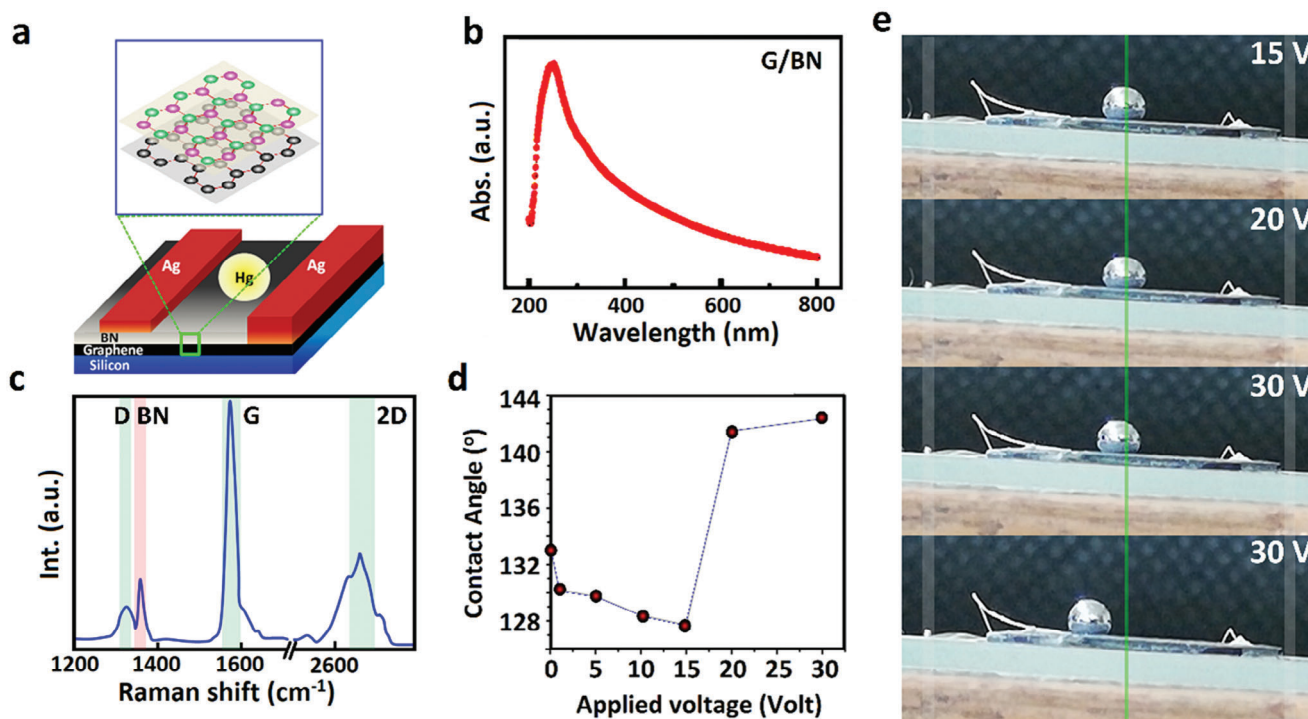 a
Ag
Hg
Ag
BN
Graphene
Silicon
b
G/BN
Abs. (a.u.)
200 400 600 800
Wavelength (nm)
c
D BN G 2D
Int. (a.u.)
1200 1400 1600 2600
Raman shift (cm⁻¹)
d
144
140
136
132
128
Contact Angle (°)
0 5 10 15 20 25 30
Applied voltage (Volt)
e
15 V
20 V
30 V
30 V